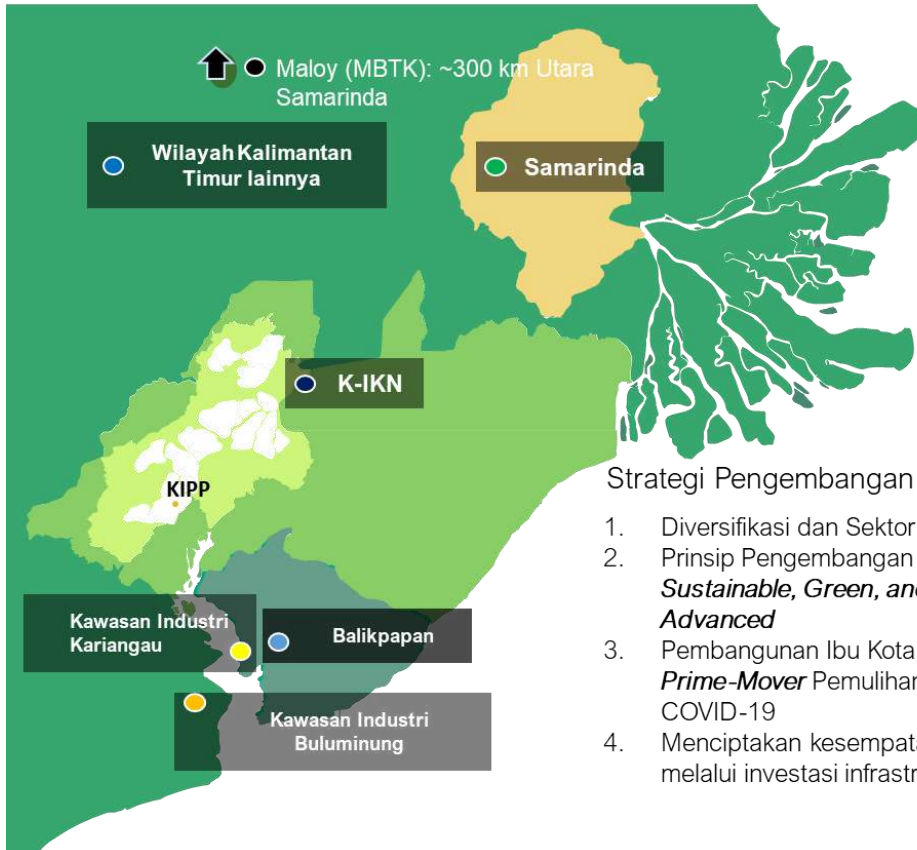 Maloy (MBTK): ~300 km Utara
Samarinda
Wilayah Kalimantan
Timur lainnya
Samarinda
K-IKN
KIPP
Kawasan Industri
Kariangau
Balikpapan
Kawasan Industri
Buluminung
Strategi Pengembangan
1. Diversifikasi dan Sektor
2. Prinsip Pengembangan
Sustainable, Green, and
Advanced
3. Pembangunan Ibu Kota
Prime-Mover Pemulihan
COVID-19
4. Menciptakan
melalui investasi